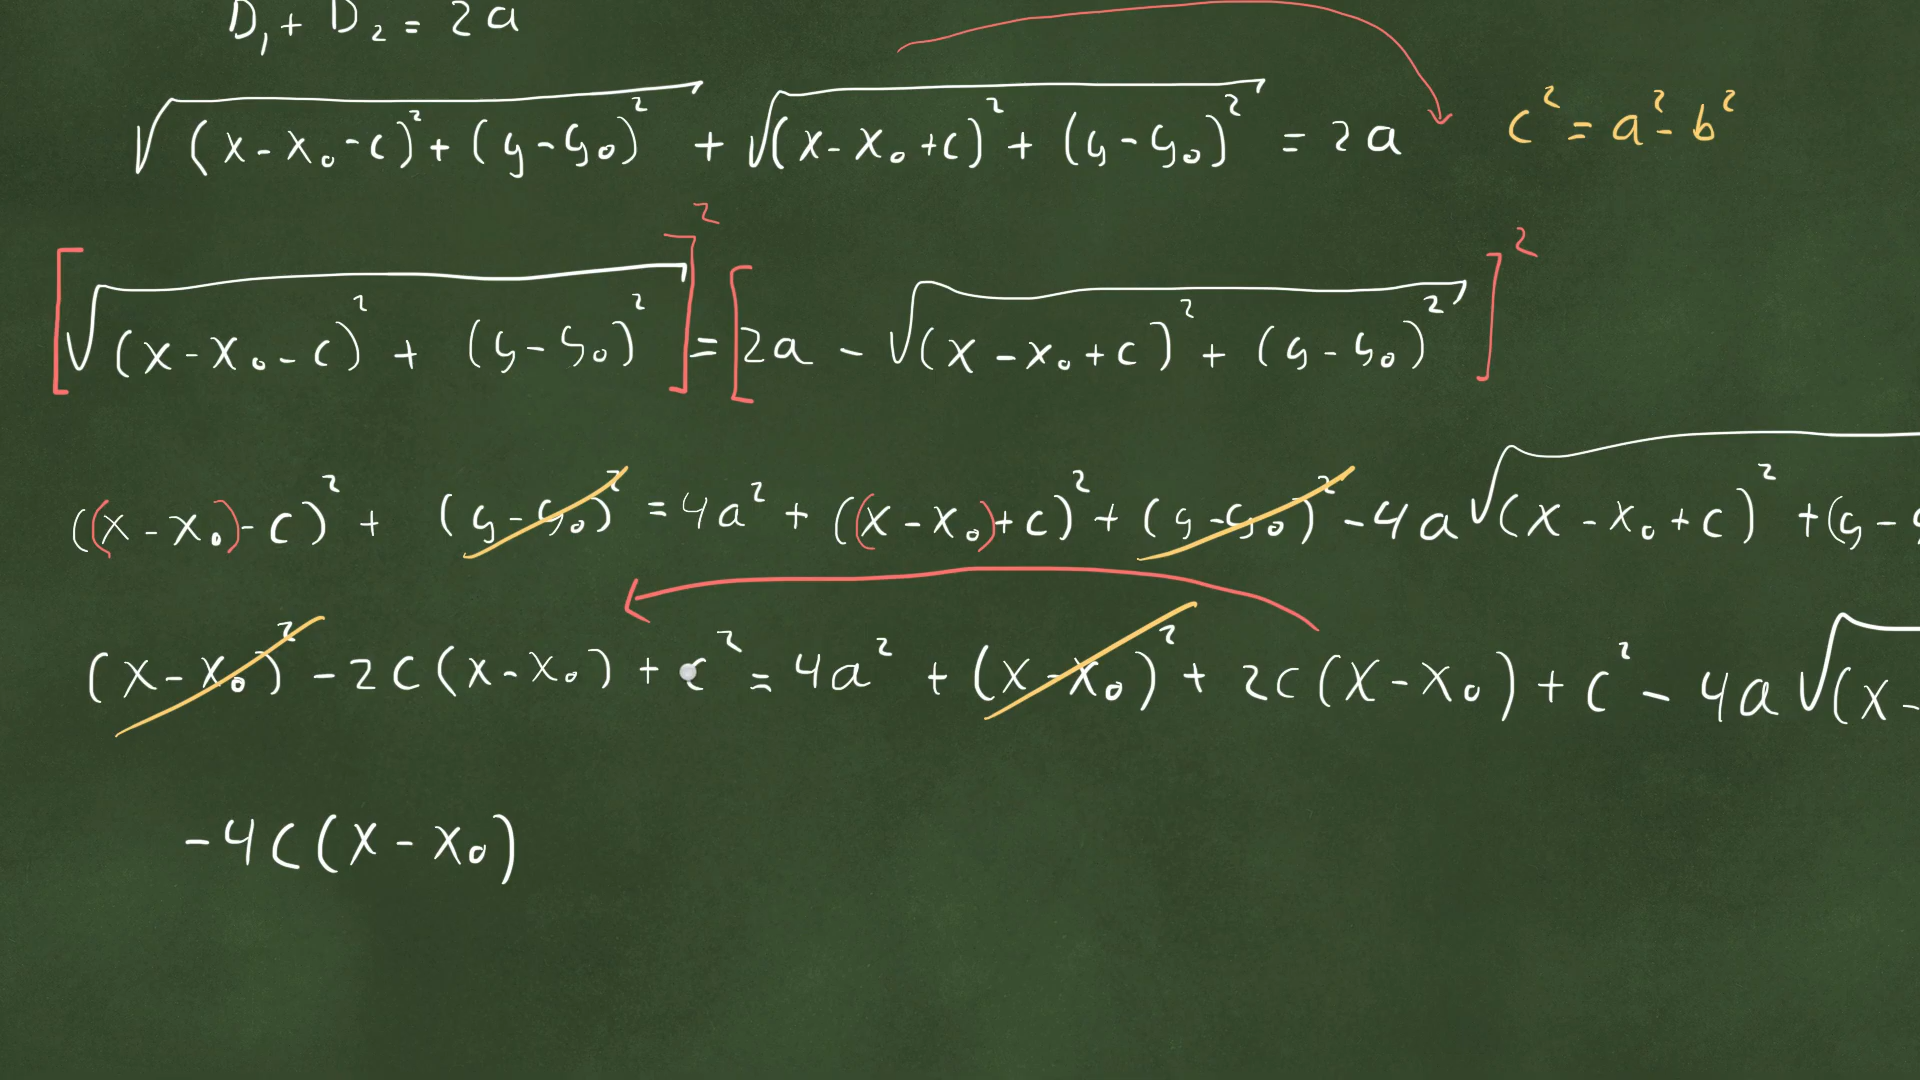 D₁ + D₂ = 2a
√((x - x₀ - c)² + (y - y₀)²) + √((x - x₀ + c)² + (y - y₀)²) = 2a
c² = a² - b²
[√((x - x₀ - c)² + (y - y₀)²)]² = [2a - √((x - x₀ + c)² + (y - y₀)²)]²
((x - x₀) - c)² + (y - y₀)² = 4a² + ((x - x₀) + c)² + (y - y₀)² - 4a√((x - x₀ + c)² + (y -
(x - x₀)² - 2c(x - x₀) + c² = 4a² + (x - x₀)² + 2c(x - x₀) + c² - 4a√((x -
-4c(x - x₀)